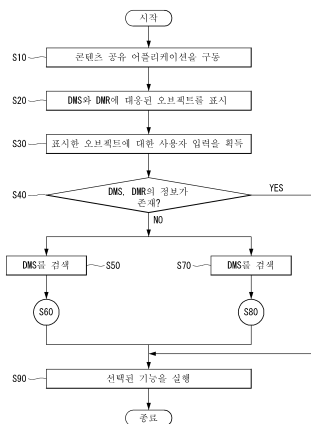 시작
S10
콘텐츠 공유 어플리케이션을 구동
S20
DMS와 DMR에 대응된 오브젝트를 표시
S30
표시한 오브젝트에 대한 사용자 입력을 획득
S40
DMS, DMR의 정보가
존재?
YES
NO
DMS를 검색
S50
S70
DMS를 검색
S60
S80
S90
선택된 기능을 실행
종료